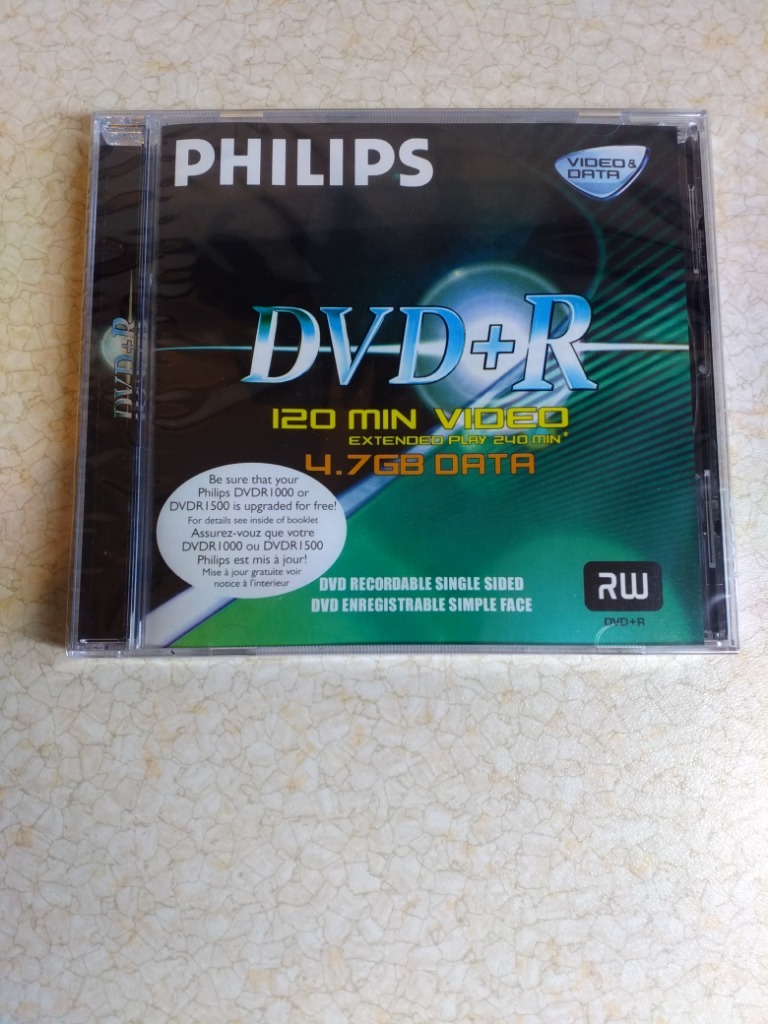 PHILIPS
VIDEO &
DATA
DVD+R
DVD+R
120 MIN VIDEO
EXTENDED PLAY 240 MIN*
4.7GB DATA
Be sure that your
Philips DVDR1000 or
DVDR1500 is upgraded for free!
For details see inside of booklet
Assurez-vouz que votre
DVDR1000 ou DVDR1500
Philips est mis à jour!
Mise à jour gratuite voir
notice à l'interieur
DVD RECORDABLE SINGLE SIDED
DVD ENREGISTRABLE SIMPLE FACE
RW
DVD+R